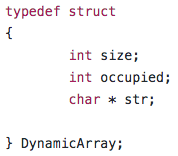 typedef struct
{
        int size;
        int occupied;
        char * str;

} DynamicArray;